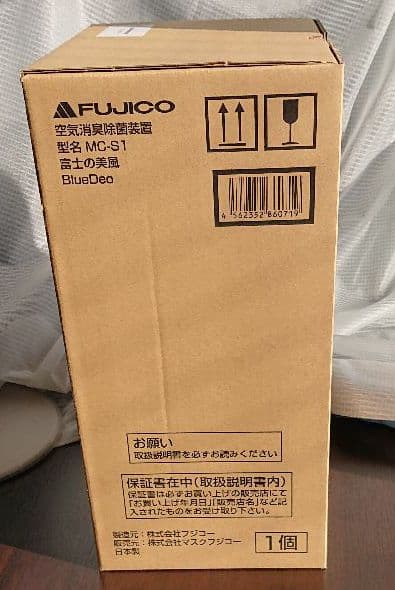 FUJICO
空気消臭除菌装置
型名 MC-S1
富士の美風
BlueDeo
4 562352 860719
お願い
取扱説明書を必ずお読みください
保証書在中(取扱説明書内)
保証書は必ずお買い上げの販売店にて
「お買い上げ年月日」「販売店名」など記
入されたものをお受け取り下さい。
製造元:株式会社フジコー
販売元:株式会社マスクフジコー
日本製
1個